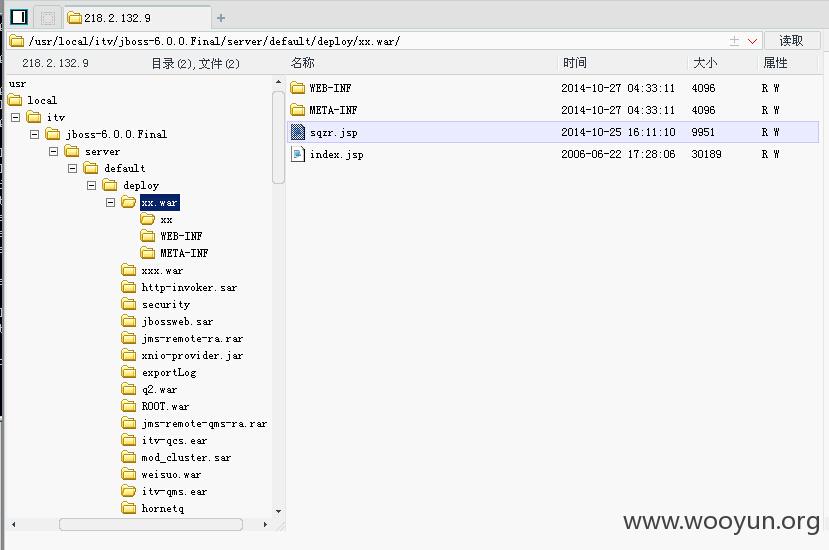 218.2.132.9
/usr/local/itv/jboss-6.0.0.Final/server/default/deploy/xx.war/
读取
218.2.132.9 目录(2),文件(2)
名称 时间 大小 属性
usr
local
itv
jboss-6.0.0.Final
server
default
deploy
xx.war
xx
WEB-INF
META-INF
xxx.war
http-invoker.sar
security
jbossweb.sar
jms-remote-ra.rar
xnio-provider.jar
exportLog
q2.war
ROOT.war
jms-remote-qms-ra.rar
itv-qcs.ear
mod_cluster.sar
weisuo.war
itv-qms.ear
hornetq
WEB-INF 2014-10-27 04:33:11 4096 R W
META-INF 2014-10-27 04:33:11 4096 R W
sqzr.jsp 2014-10-25 16:11:10 9951 R W
index.jsp 2006-06-22 17:28:06 30189 R W
www.wooyun.org